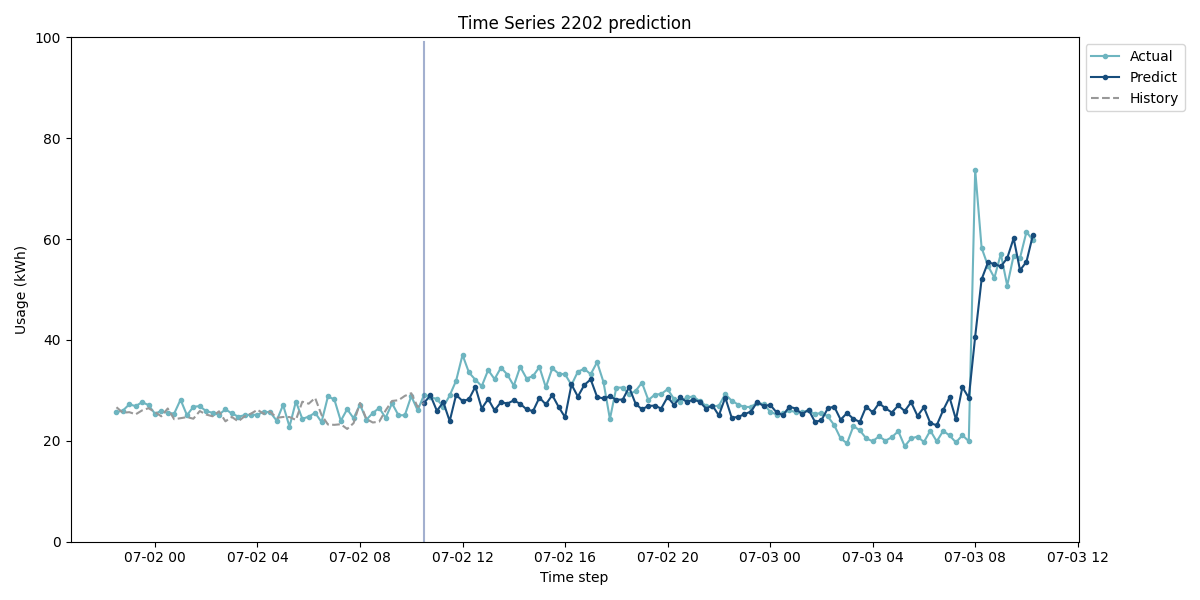 Time Series 2202 prediction
100
80
60
40
20
0
Usage (kWh)
07-02 00
07-02 04
07-02 08
07-02 12
07-02 16
07-02 20
07-03 00
07-03 04
07-03 08
07-03 12
Time step
Actual
Predict
History